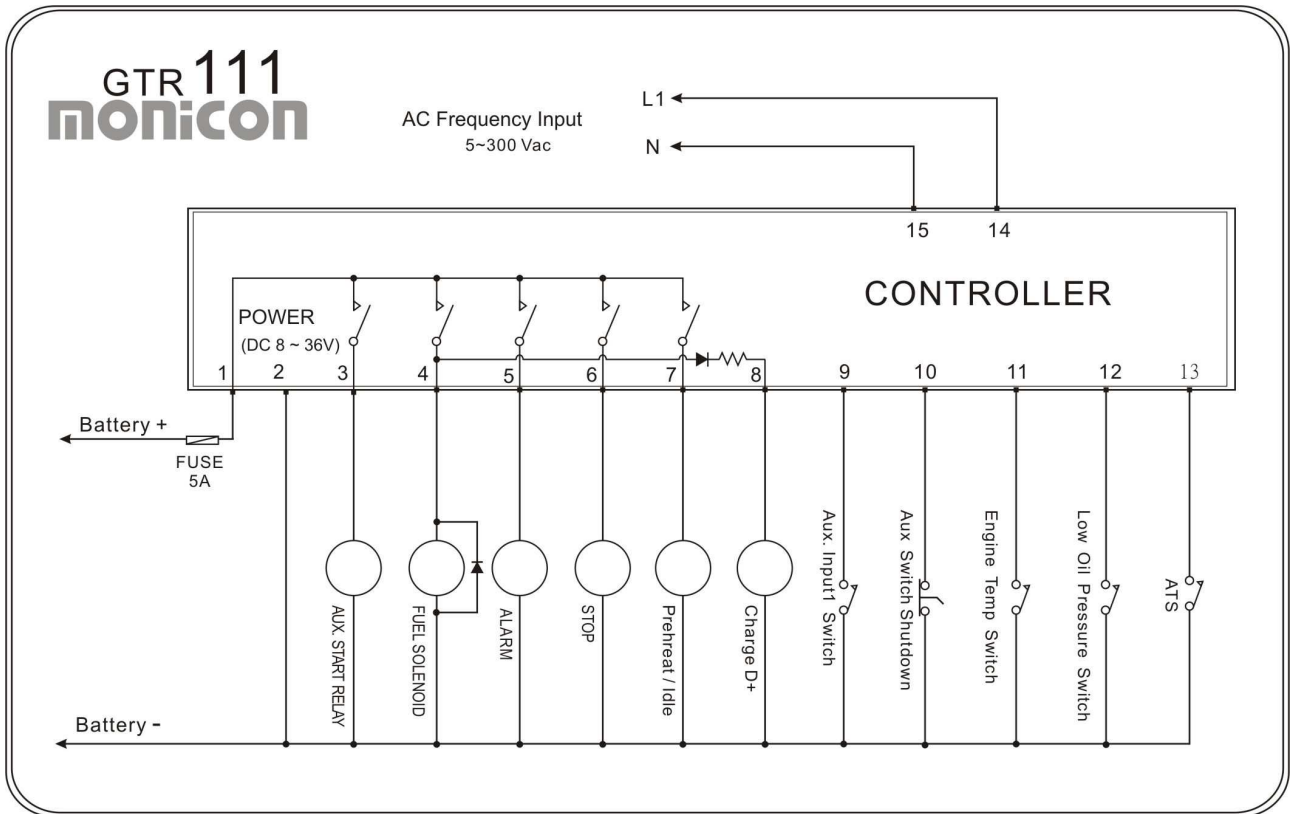 GTR 111
monicon
AC Frequency Input
5~300 Vac
L1
N
15
14
CONTROLLER
POWER
(DC 8 ~ 36V)
1
2
3
4
5
6
7
8
9
10
11
12
13
Battery +
FUSE
5A
AUX. START RELAY
FUEL SOLENOID
ALARM
STOP
Prehreat / Idle
Charge D+
Aux. Input1 Switch
Aux Switch Shutdown
Engine Temp Switch
Low Oil Pressure Switch
ATS
Battery -